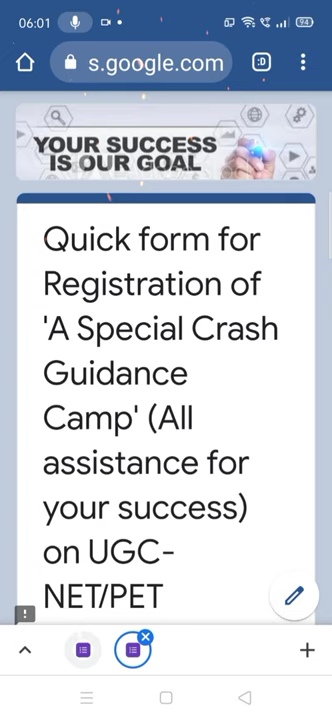 06:01
94
s.google.com
:D
YOUR SUCCESS
IS OUR GOAL
Quick form for
Registration of
'A Special Crash
Guidance
Camp' (All
assistance for
your success)
on UGC-
NET/PET